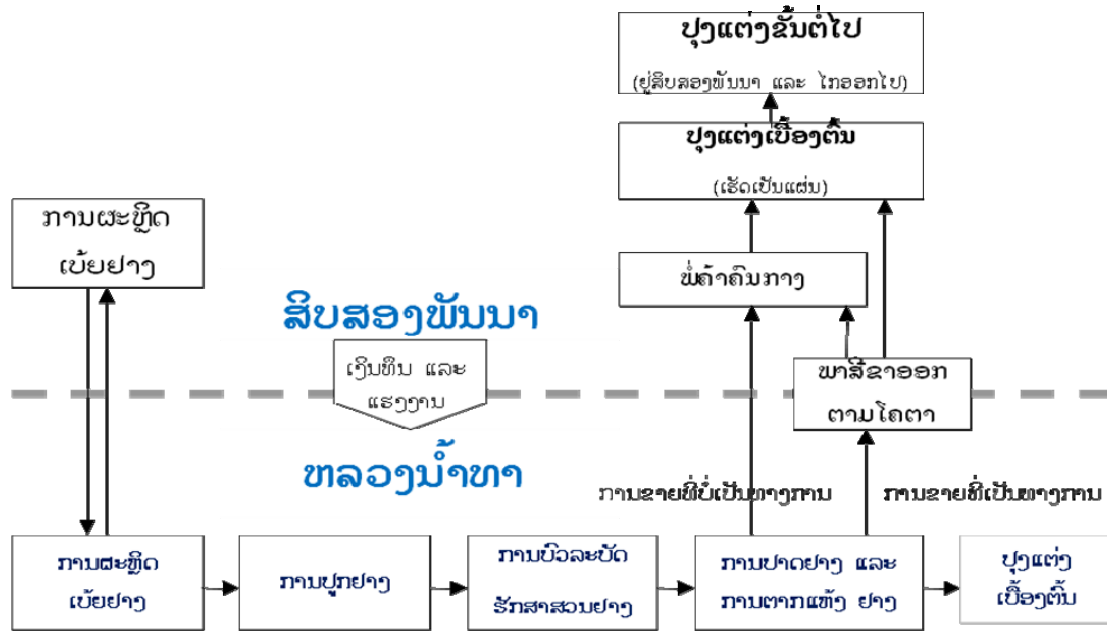 ປຸງແຕ່ງຂັ້ນຕໍ່ໄປ
(ຢູ່ສິບສອງພັນນາ ແລະ ໄກອອກໄປ)
ປຸງແຕ່ງເບື້ອງຕົ້ນ
(ເຮັດເປັນແຜ່ນ)
ການຜະຫຼິດ
ເບ້ຍຢາງ
ພໍ່ຄ້າຄົນກາງ
ສິບສອງພັນນາ
ເງິນທຶນ ແລະ
ແຮງງານ
ພາສີຂາອອກ
ຕາມໂຄຕາ
ຫລວງນ້ຳທາ
ການຂາຍທີ່ບໍ່ເປັນທາງການ
ການຂາຍທີ່ເປັນທາງການ
ການຜະຫຼິດ
ເບ້ຍຢາງ
ການປູກຢາງ
ການບົວລະບັດ
ຮັກສາສວນຢາງ
ການປາດຢາງ ແລະ
ການຕາກແຫ້ງ ຢາງ
ປຸງແຕ່ງ
ເບື້ອງຕົ້ນ